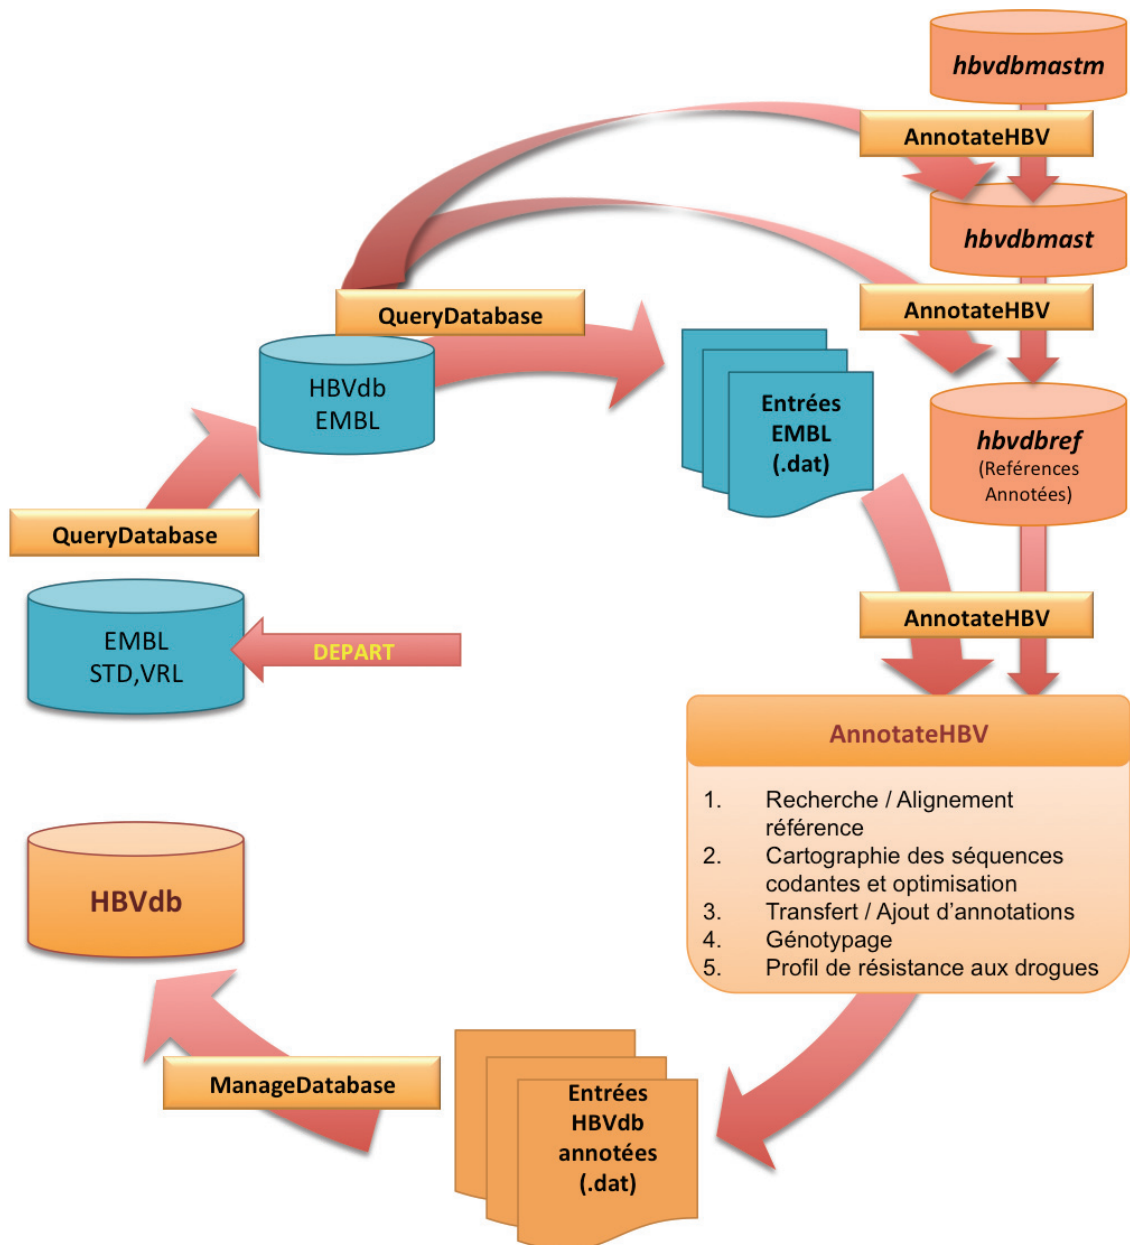 hbvdbmastm
AnnotateHBV
hbvdbmast
QueryDatabase
AnnotateHBV
HBVdb
EMBL
Entrées
EMBL
(.dat)
hbvdbref
(Reférences
Annotées)
QueryDatabase
AnnotateHBV
EMBL
STD,VRL
DEPART
AnnotateHBV
1. Recherche / Alignement
référence
2. Cartographie des séquences
codantes et optimisation
3. Transfert / Ajout d'annotations
4. Génotypage
5. Profil de résistance aux drogues
HBVdb
ManageDatabase
Entrées
HBVdb
annotées
(.dat)